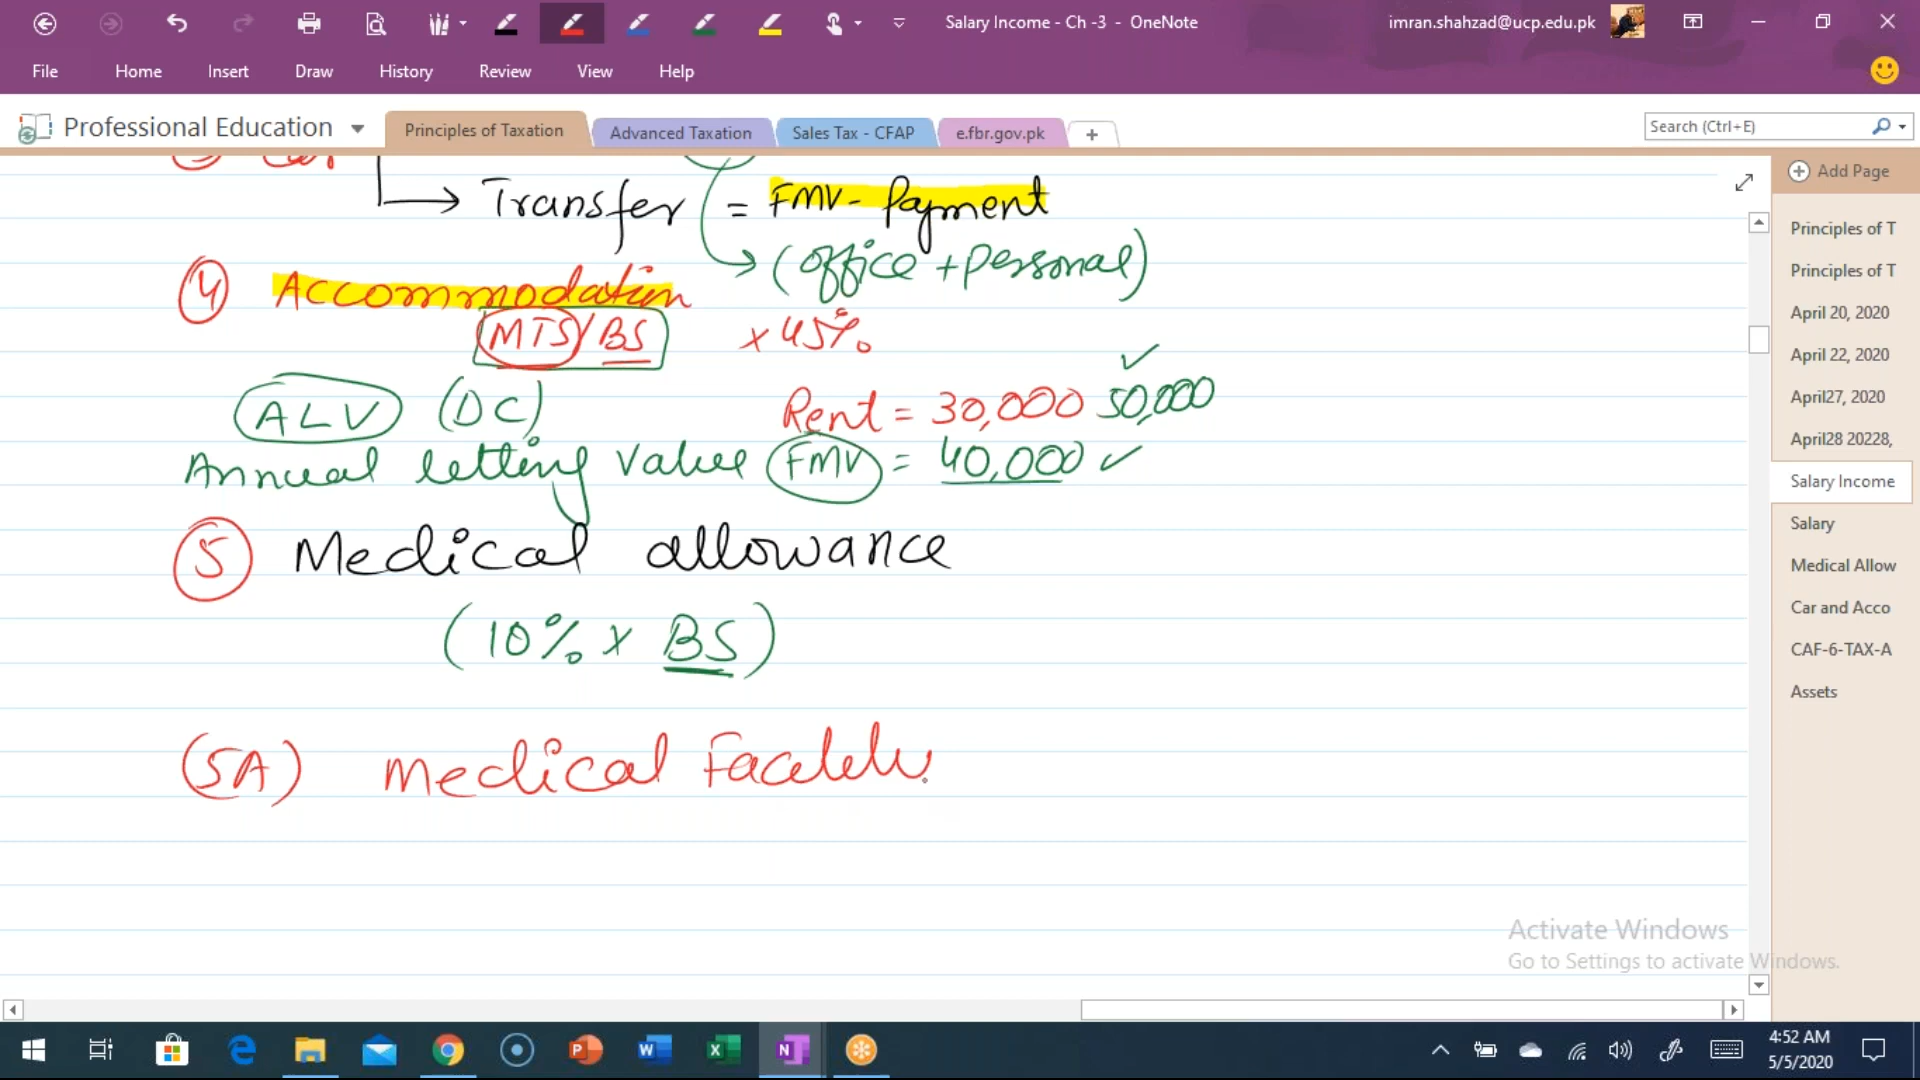 Salary Income - Ch -3 - OneNote
imran.shahzad@ucp.edu.pk
File Home Insert Draw History Review View Help
Professional Education
Principles of Taxation Advanced Taxation Sales Tax - CFAP e.fbr.gov.pk +
Search (Ctrl+E)
Add Page
Principles of T
Principles of T
April 20, 2020
April 22, 2020
April27, 2020
April28 20228,
Salary Income
Salary
Medical Allow
Car and Acco
CAF-6-TAX-A
Assets
Transfer = FMV - Payment
(office + personal)
4 Accommodation
MTS/BS x 45%
ALV (DC) Rent = 30,000 50,000
Annual letting value FMV = 40,000
5 Medical allowance
(10% x BS)
(5A) Medical
Activate Windows
Go to Settings to activate Windows.
4:52 AM
5/5/2020